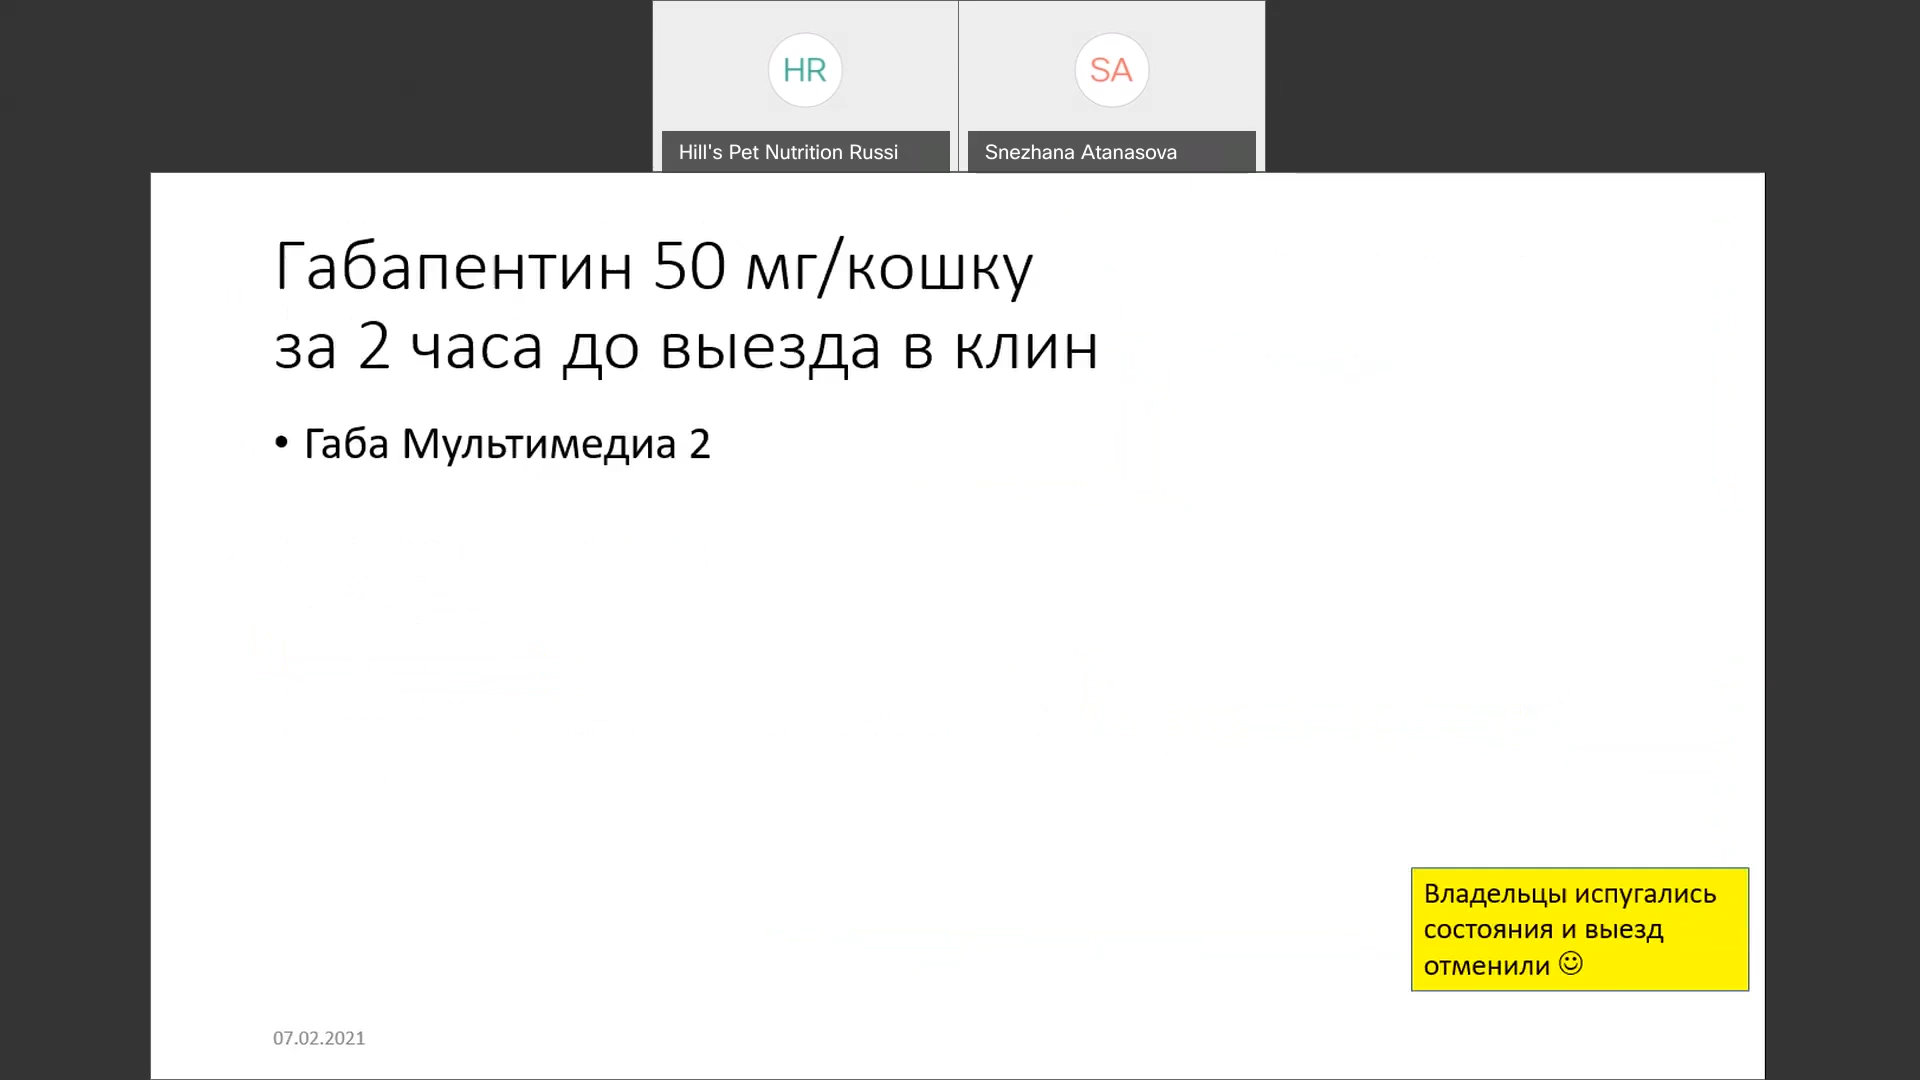 HR
SA
Hill's Pet Nutrition Russi
Snezhana Atanasova
Габапентин 50 мг/кошку
за 2 часа до выезда в клин
• Габа Мультимедиа 2
Владельцы испугались
состояния и выезд
отменили ☺
07.02.2021